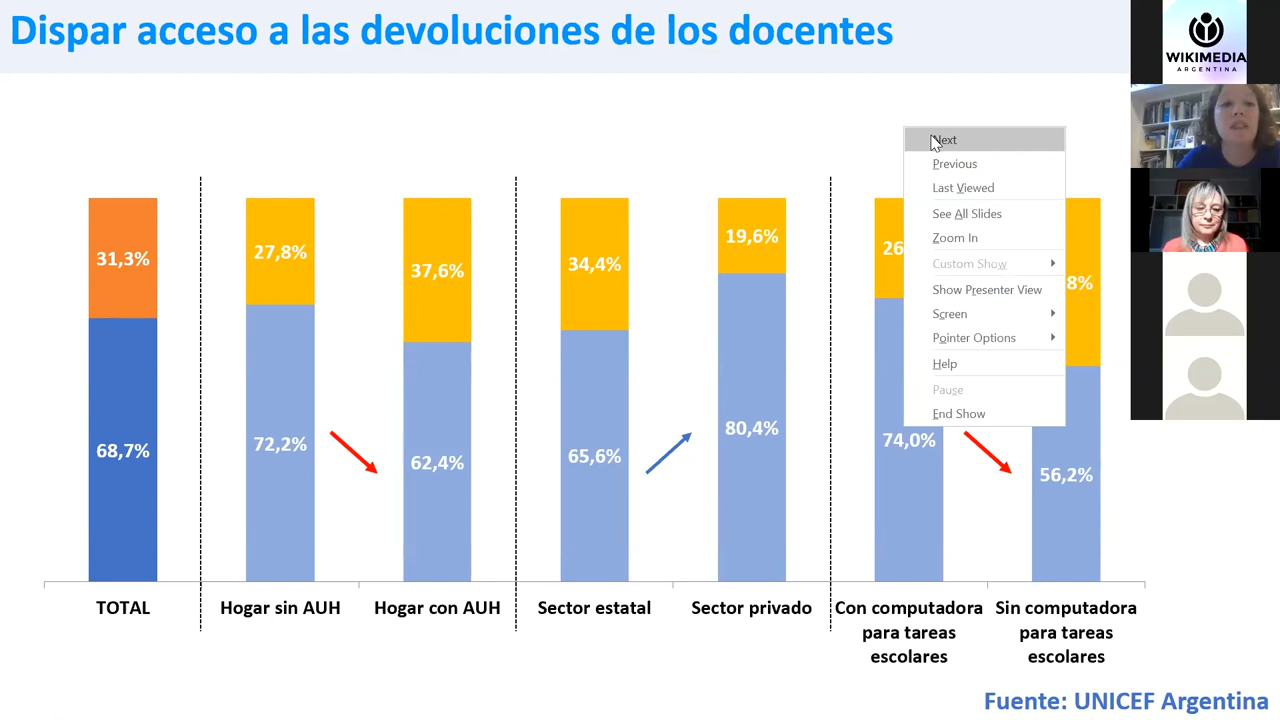 Dispar acceso a las devoluciones de los docentes
WIKIMEDIA
ARGENTINA
Next
Previous
Last Viewed
See All Slides
Zoom In
Custom Show
Show Presenter View
Screen
Pointer Options
Help
Pause
End Show
31,3%
27,8%
37,6%
34,4%
19,6%
26
8%
68,7%
72,2%
62,4%
65,6%
80,4%
74,0%
56,2%
TOTAL
Hogar sin AUH
Hogar con AUH
Sector estatal
Sector privado
Con computadora
para tareas
escolares
Sin computadora
para tareas
escolares
Fuente: UNICEF Argentina